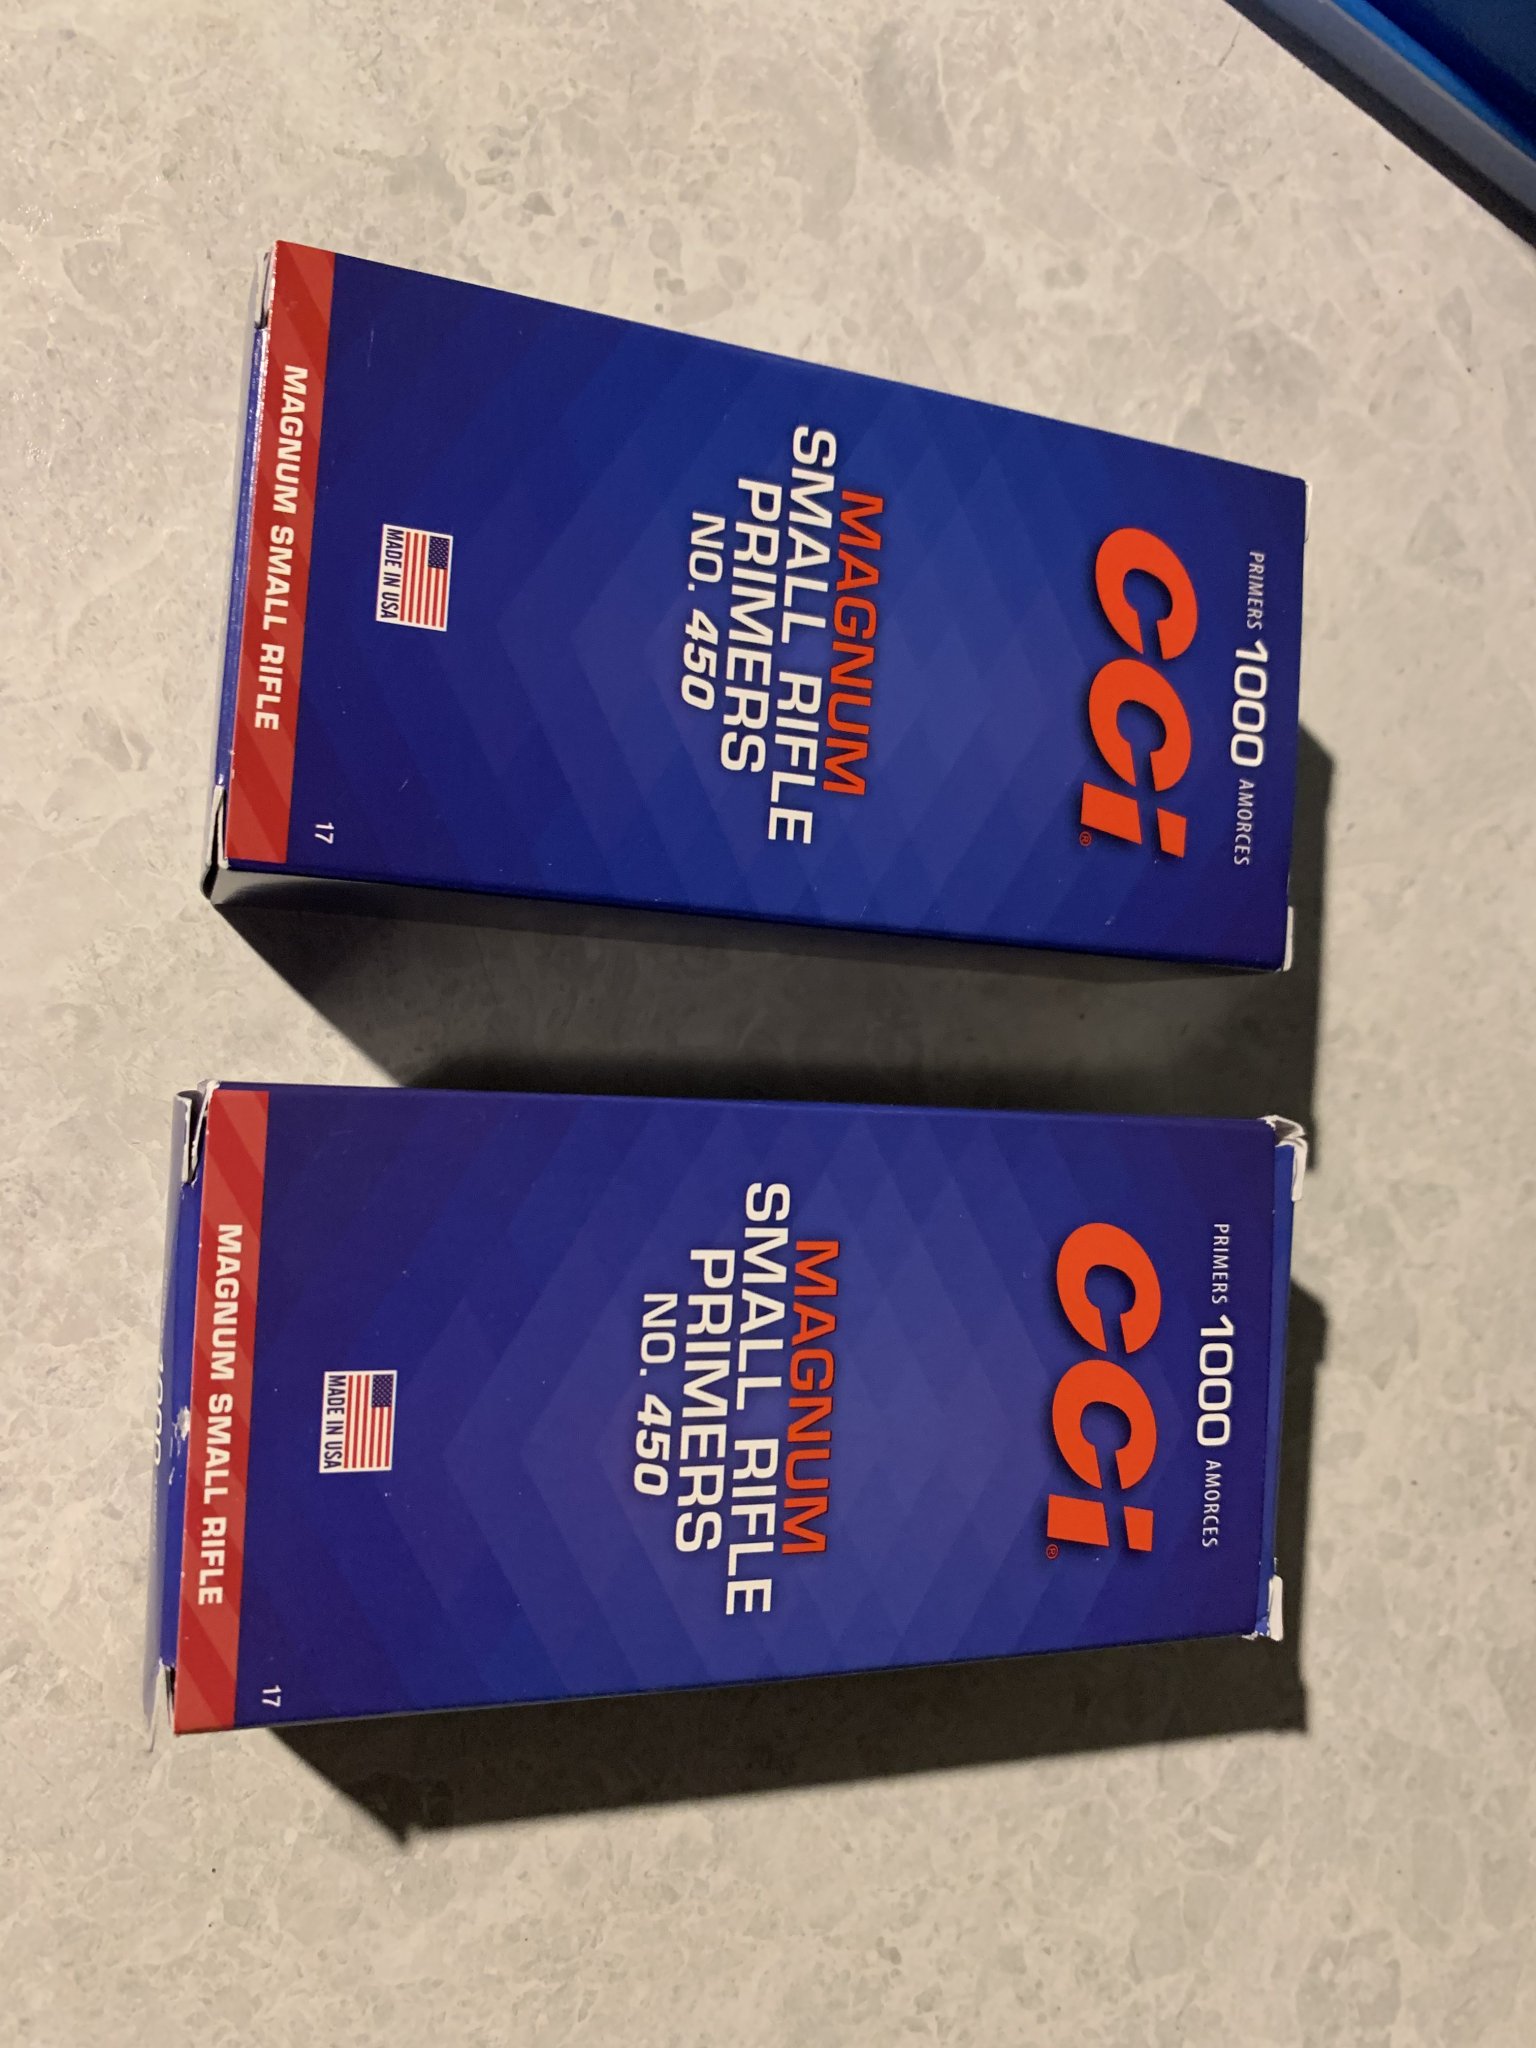 PRIMERS 1000 AMORCES
CCI®
MAGNUM
SMALL RIFLE
PRIMERS
NO. 450
MADE IN USA
17
MAGNUM SMALL RIFLE
PRIMERS 1000 AMORCES
CCI®
MAGNUM
SMALL RIFLE
PRIMERS
NO. 450
MADE IN USA
17
MAGNUM SMALL RIFLE